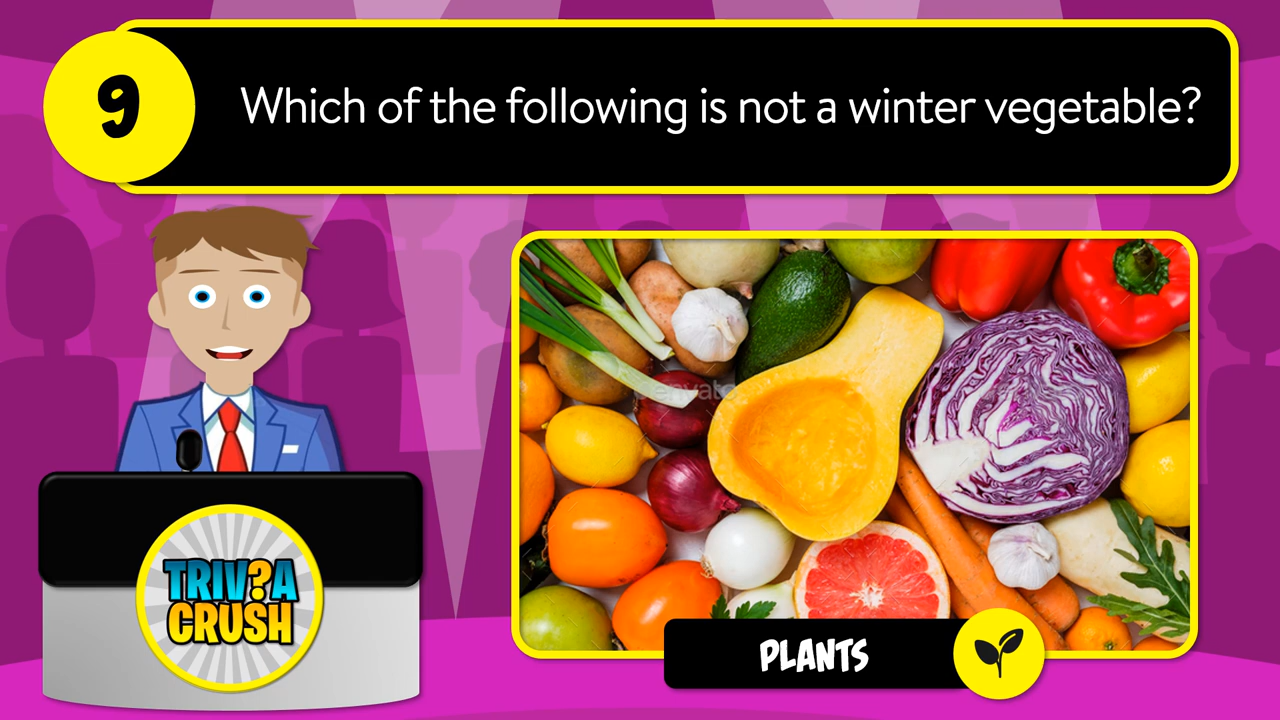 9
Which of the following is not a winter vegetable?
TRIV?A
CRUSH
PLANTS